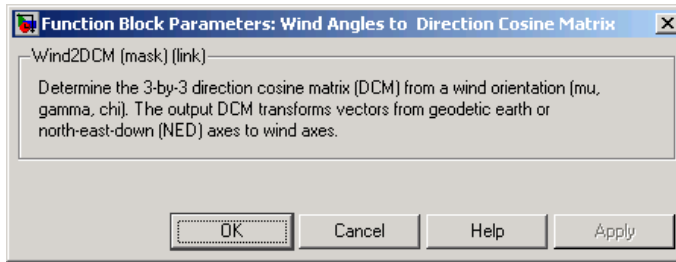 Function Block Parameters: Wind Angles to Direction Cosine Matrix
Wind2DCM (mask) (link)
Determine the 3-by-3 direction cosine matrix (DCM) from a wind orientation (mu,
gamma, chi). The output DCM transforms vectors from geodetic earth or
north-east-down (NED) axes to wind axes.
OK Cancel Help Apply